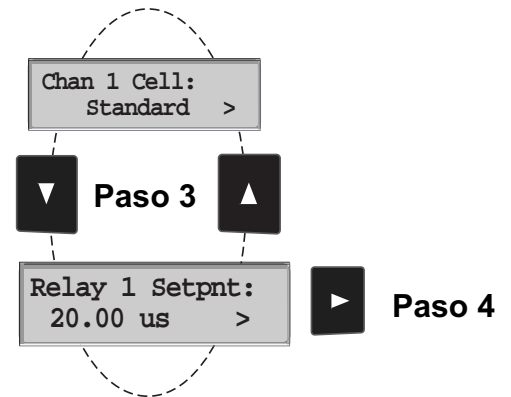 Chan 1 Cell:
Standard >
Paso 3
Relay 1 Setpnt:
20.00 us >
Paso 4